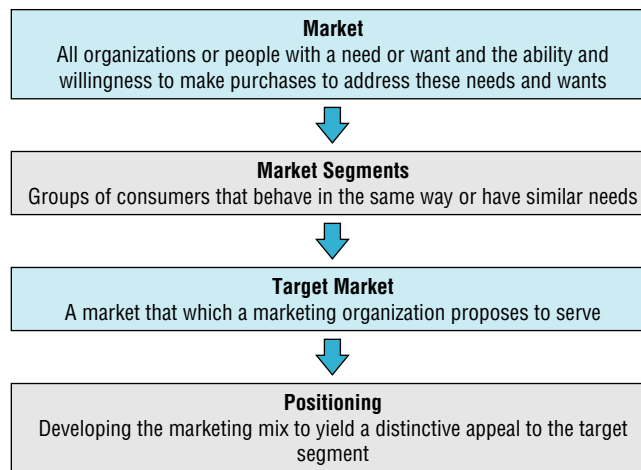 Market
All organizations or people with a need or want and the ability and
willingness to make purchases to address these needs and wants
Market Segments
Groups of consumers that behave in the same way or have similar needs
Target Market
A market that which a marketing organization proposes to serve
Positioning
Developing the marketing mix to yield a distinctive appeal to the target
segment